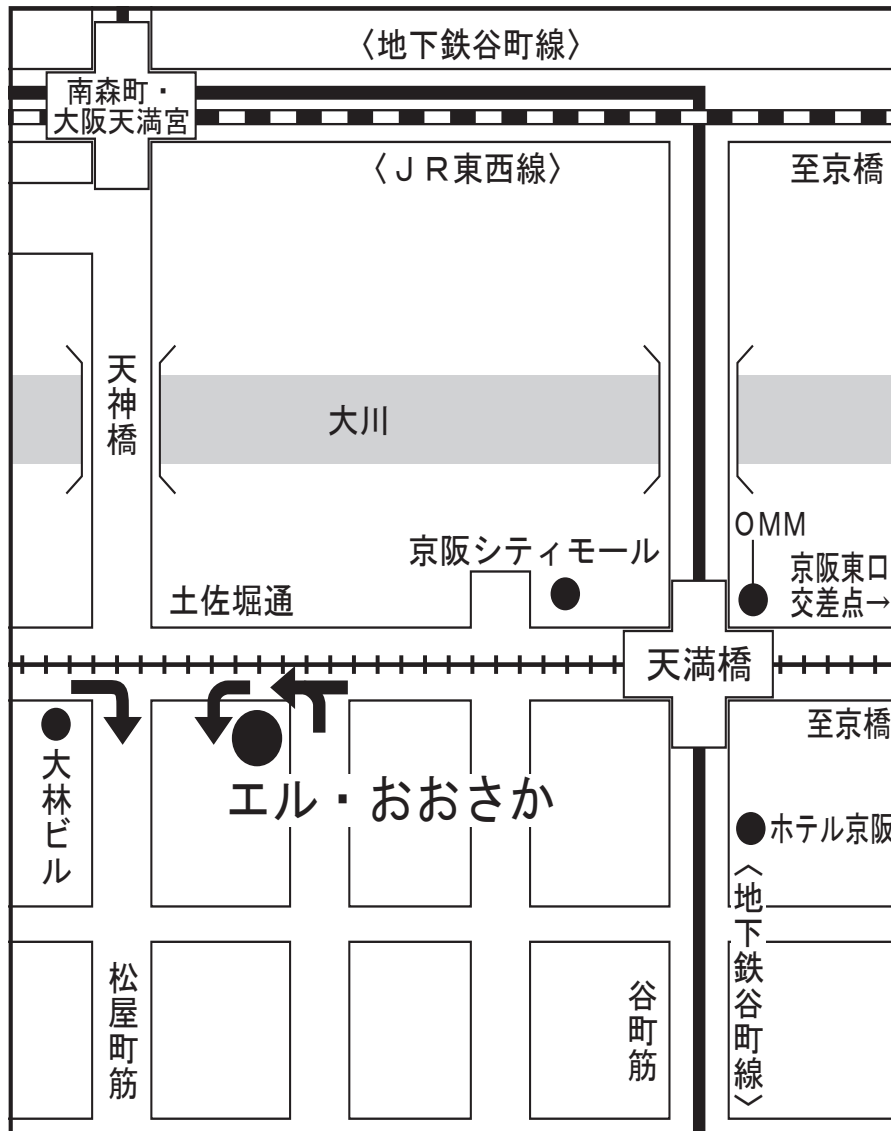 〈地下鉄谷町線〉
南森町・
大阪天満宮
〈ＪＲ東西線〉
至京橋
天神橋
大川
OMM
京阪シティモール
京阪東口
交差点→
土佐堀通
天満橋
至京橋
大林ビル
エル・おおさか
ホテル京阪
〈地下鉄谷町線〉
松屋町筋
谷町筋